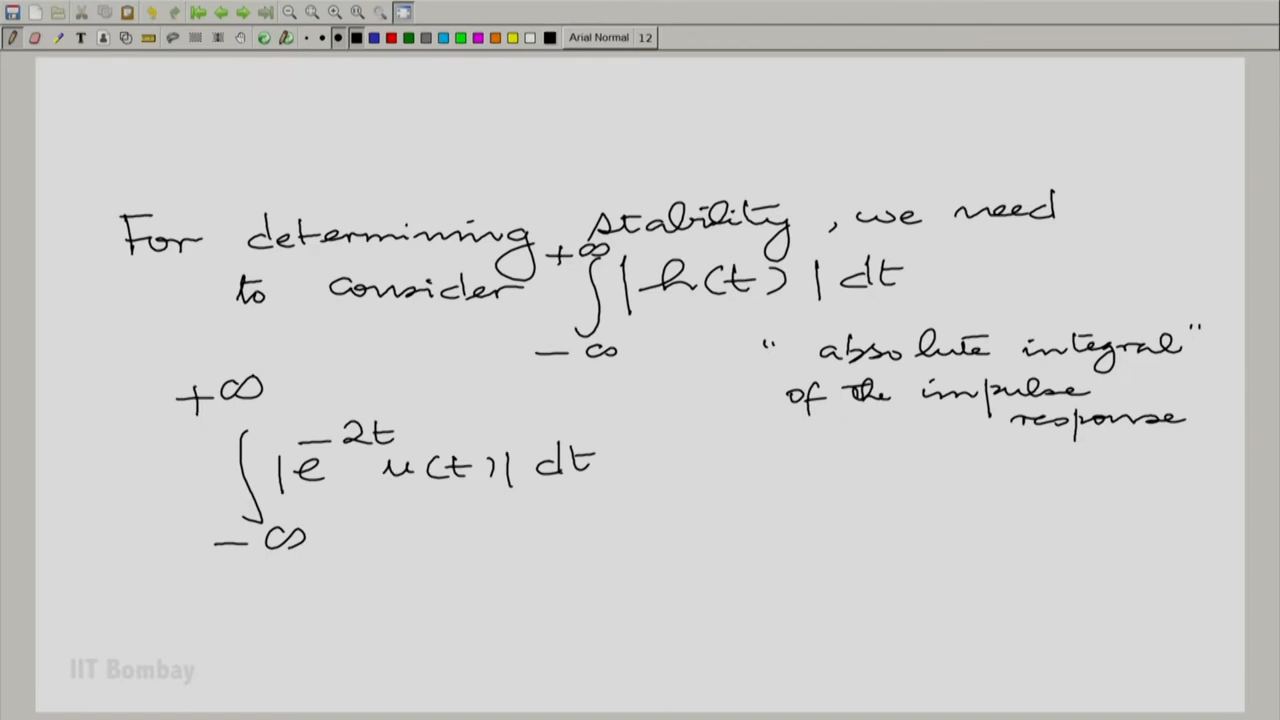 Arial Normal 12
For determining stability, we need
to consider ∫_{-∞}^{+∞} |h(t)| dt
"absolute integral"
of the impulse
response
∫_{-∞}^{+∞} |e^{-2t} u(t)| dt
IIT Bombay